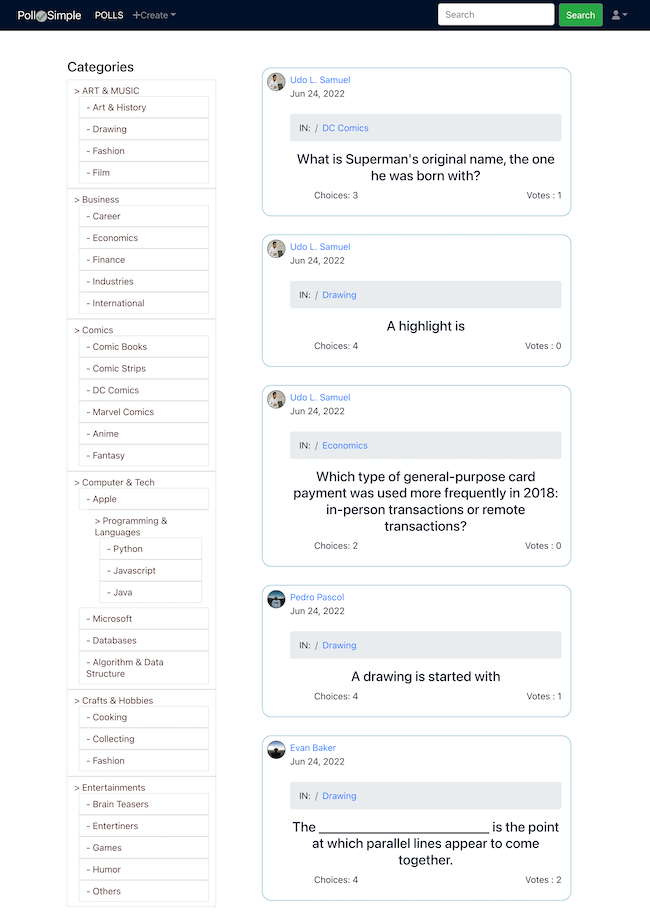 PollSimple POLLS +Create Search Search
Categories
> ART & MUSIC
- Art & History
- Drawing
- Fashion
- Film
> Business
- Career
- Economics
- Finance
- Industries
- International
> Comics
- Comic Books
- Comic Strips
- DC Comics
- Marvel Comics
- Anime
- Fantasy
> Computer & Tech
- Apple
> Programming &
Languages
- Python
- Javascript
- Java
- Microsoft
- Databases
- Algorithm & Data
Structure
> Crafts & Hobbies
- Cooking
- Collecting
- Fashion
> Entertainments
- Brain Teasers
- Entertiners
- Games
- Humor
- Others
Udo L. Samuel
Jun 24, 2022
IN: / DC Comics
What is Superman's original name, the one
he was born with?
Choices: 3 Votes : 1
Udo L. Samuel
Jun 24, 2022
IN: / Drawing
A highlight is
Choices: 4 Votes : 0
Udo L. Samuel
Jun 24, 2022
IN: / Economics
Which type of general-purpose card
payment was used more frequently in 2018:
in-person transactions or remote
transactions?
Choices: 2 Votes : 0
Pedro Pascol
Jun 24, 2022
IN: / Drawing
A drawing is started with
Choices: 4 Votes : 1
Evan Baker
Jun 24, 2022
IN: / Drawing
The ________________________ is the point
at which parallel lines appear to come
together.
Choices: 4 Votes : 2